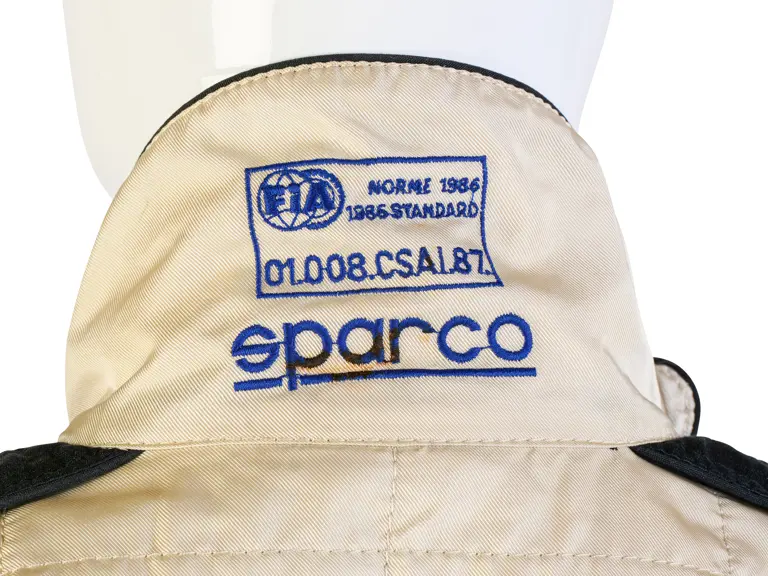 FIA NORME 1986
1986 STANDARD
01.008.CSAI.87.
sparco